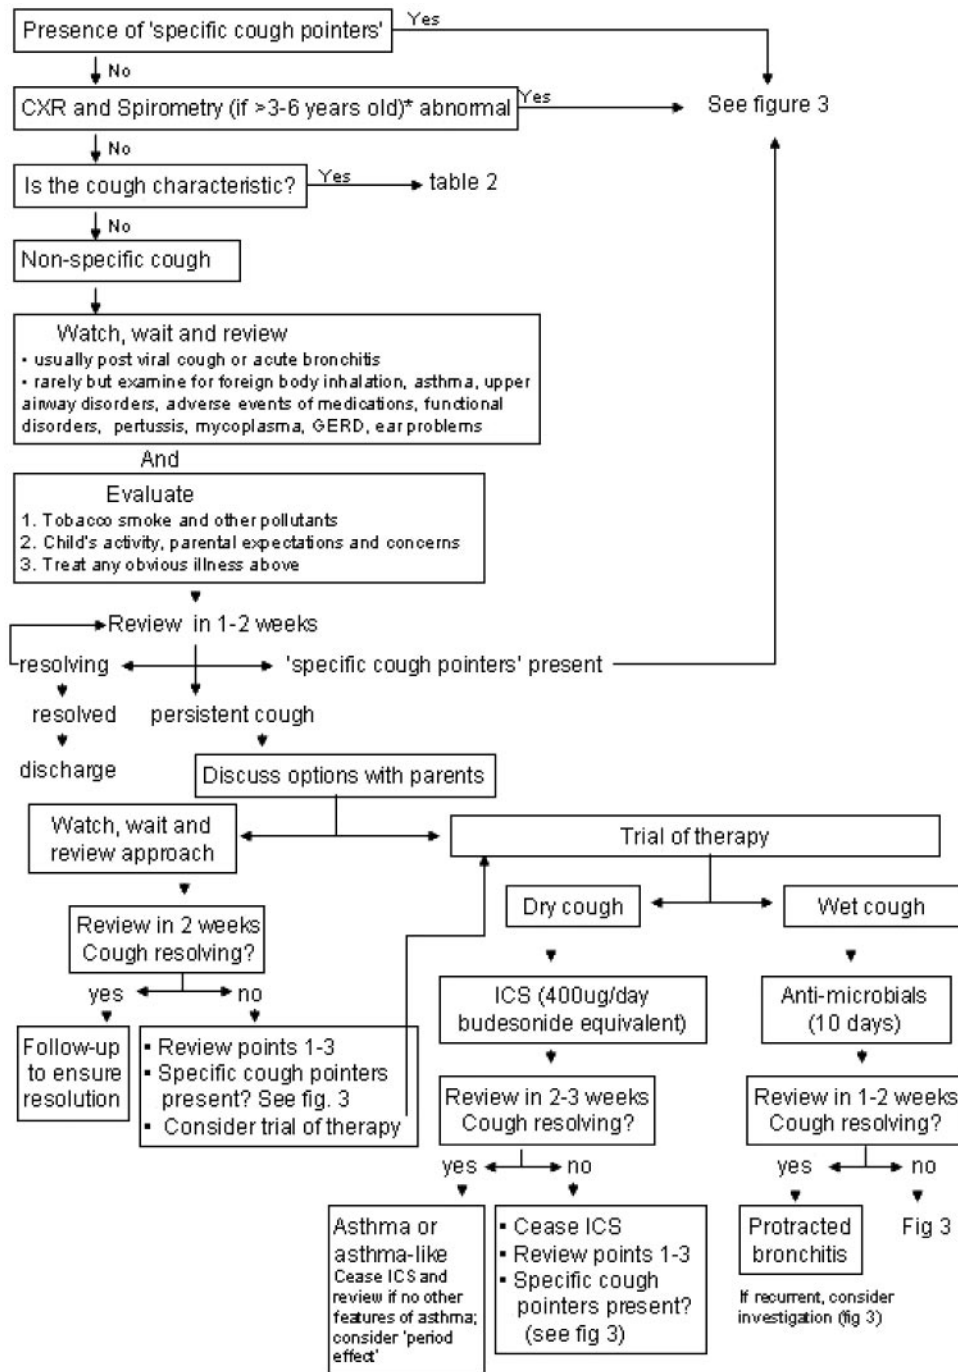 Presence of 'specific cough pointers'
Yes
No
CXR and Spirometry (if >3-6 years old)* abnormal
Yes
See figure 3
No
Is the cough characteristic?
Yes
table 2
No
Non-specific cough
Watch, wait and review
• usually post viral cough or acute bronchitis
• rarely but examine for foreign body inhalation, asthma, upper
airway disorders, adverse events of medications, functional
disorders, pertussis, mycoplasma, GERD, ear problems
And
Evaluate
1. Tobacco smoke and other pollutants
2. Child's activity, parental expectations and concerns
3. Treat any obvious illness above
Review in 1-2 weeks
resolving
'specific cough pointers' present
resolved
persistent cough
discharge
Discuss options with parents
Watch, wait and
review approach
Trial of therapy
Review in 2 weeks
Cough resolving?
yes
no
Follow-up
to ensure
resolution
▪ Review points 1-3
▪ Specific cough pointers
present? See fig. 3
▪ Consider trial of therapy
Dry cough
Wet cough
ICS (400ug/day
budesonide equivalent)
Anti-microbials
(10 days)
Review in 2-3 weeks
Cough resolving?
Review in 1-2 weeks
Cough resolving?
yes
no
yes
no
Asthma or
asthma-like
Cease ICS and
review if no other
features of asthma;
consider 'period
effect'
▪ Cease ICS
▪ Review points 1-3
▪ Specific cough
pointers present?
(see fig 3)
Protracted
bronchitis
Fig 3
If recurrent, consider
investigation (fig 3)